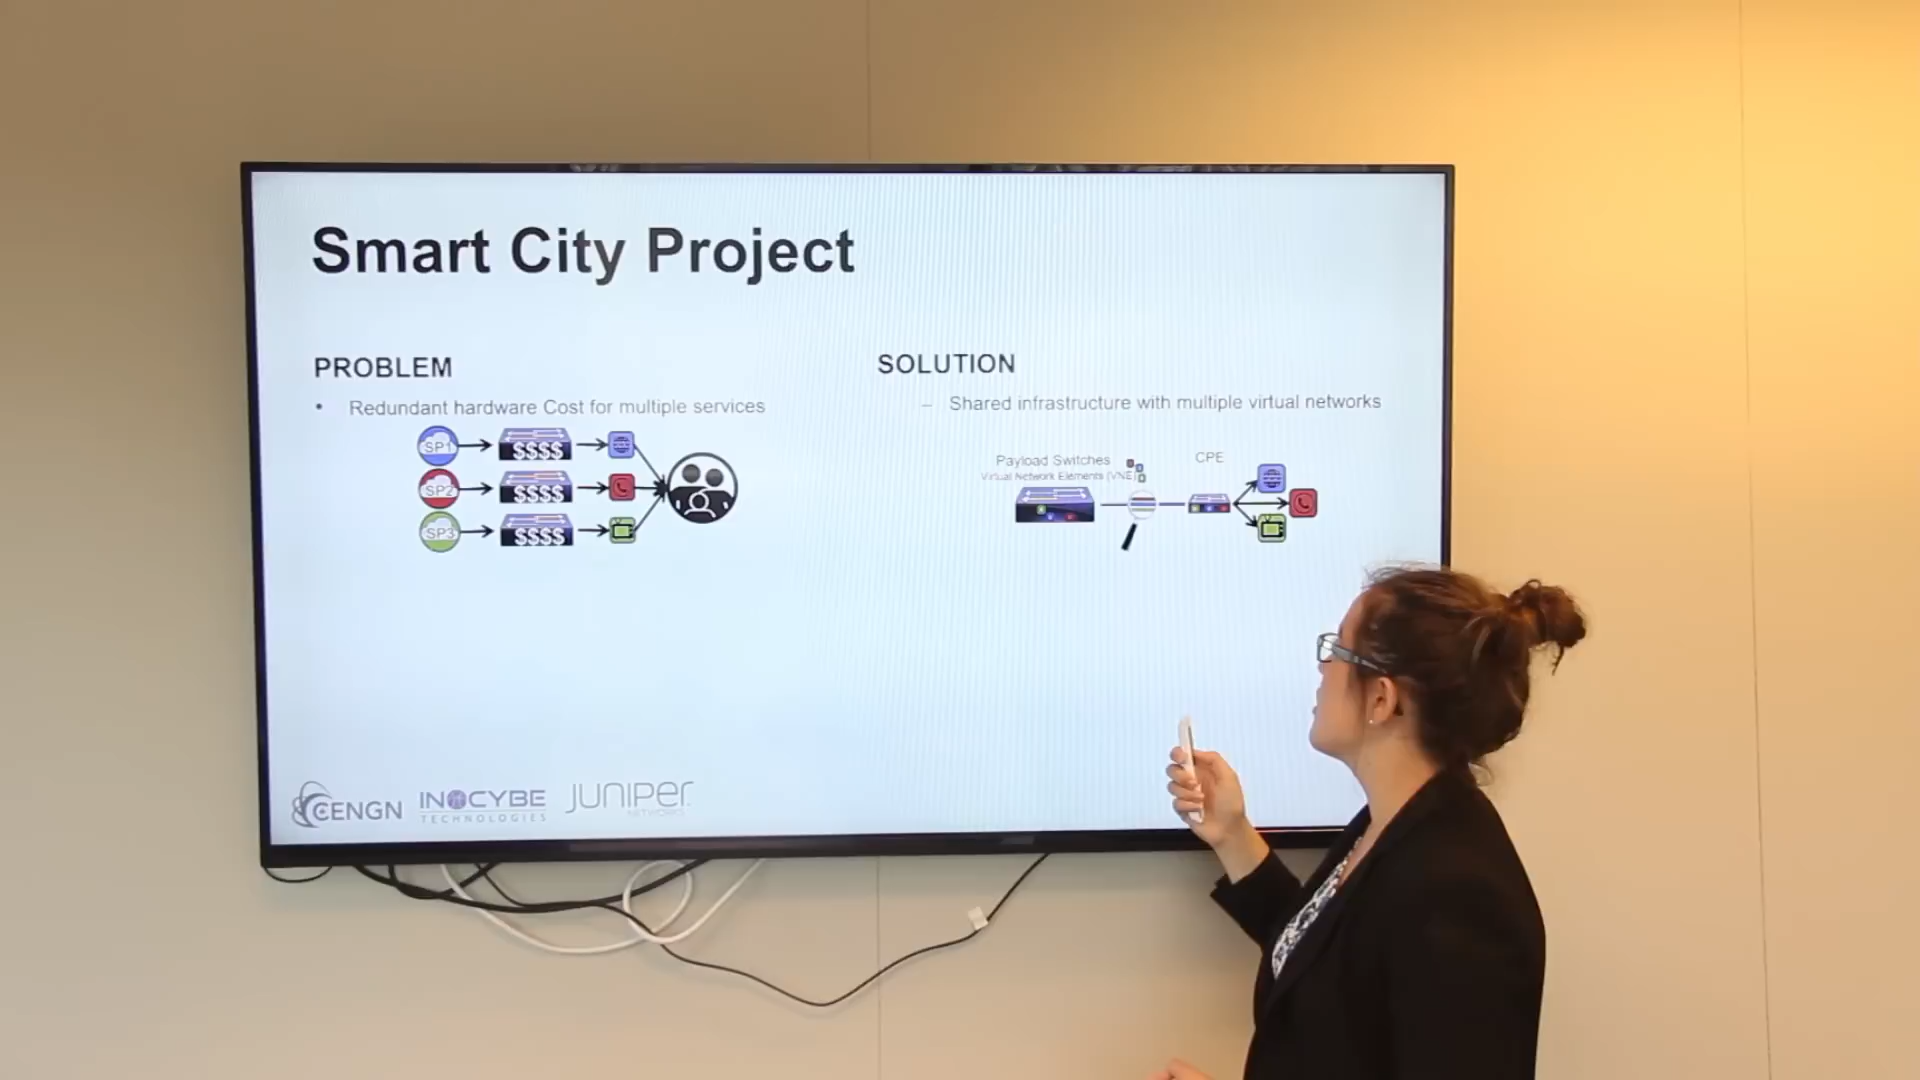 Smart City Project
PROBLEM
• Redundant hardware Cost for multiple services
SP1
$$$$
SP2
$$$$
SP3
$$$$
SOLUTION
– Shared infrastructure with multiple virtual networks
Payload Switches
Virtual Network Elements (VNE)
CPE
CENGN
INOCYBE
TECHNOLOGIES
JUNIPER
NETWORKS